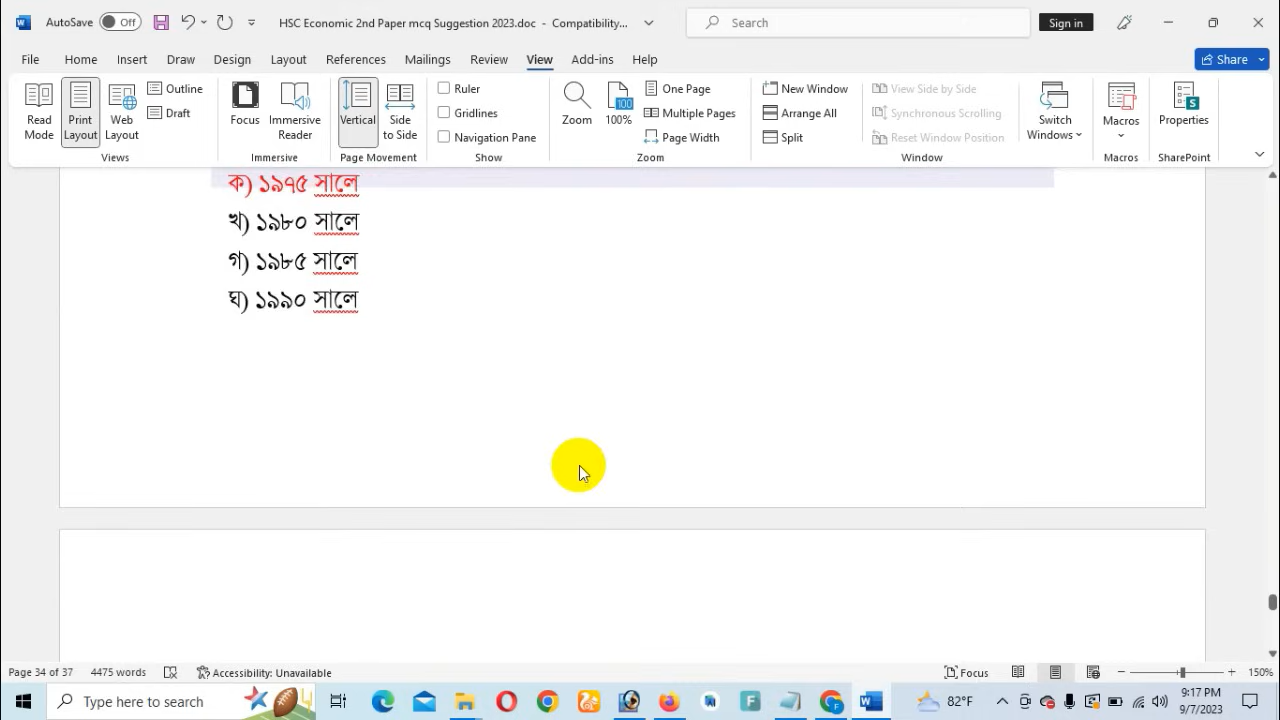 AutoSave Off HSC Economic 2nd Paper mcq Suggestion 2023.doc - Compatibility... Search Sign in
File Home Insert Draw Design Layout References Mailings Review View Add-ins Help Share
Read Mode Print Layout Web Layout Outline Draft Views
Focus Immersive Reader Immersive
Vertical Side to Side Page Movement
Ruler Gridlines Navigation Pane Show
Zoom 100% One Page Multiple Pages Page Width Zoom
New Window Arrange All Split View Side by Side Synchronous Scrolling Reset Window Position Switch Windows Window
Macros Macros
Properties SharePoint
ক) ১৯৭৫ সালে
খ) ১৯৮০ সালে
গ) ১৯৮৫ সালে
ঘ) ১৯৯০ সালে
Page 34 of 37 4475 words Accessibility: Unavailable Focus 150%
Type here to search 82°F 9:17 PM
9/7/2023